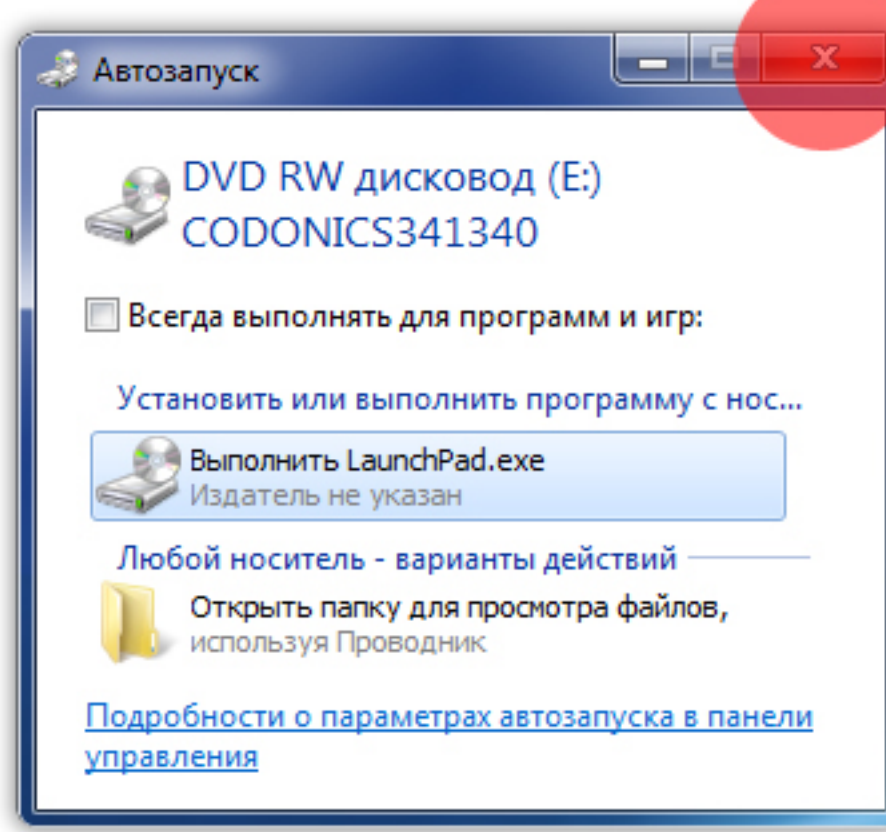 Автозапуск
DVD RW дисковод (E:)
CODONICS341340
Всегда выполнять для программ и игр:
Установить или выполнить программу с нос...
Выполнить LaunchPad.exe
Издатель не указан
Любой носитель - варианты действий
Открыть папку для просмотра файлов,
используя Проводник
Подробности о параметрах автозапуска в панели
управления